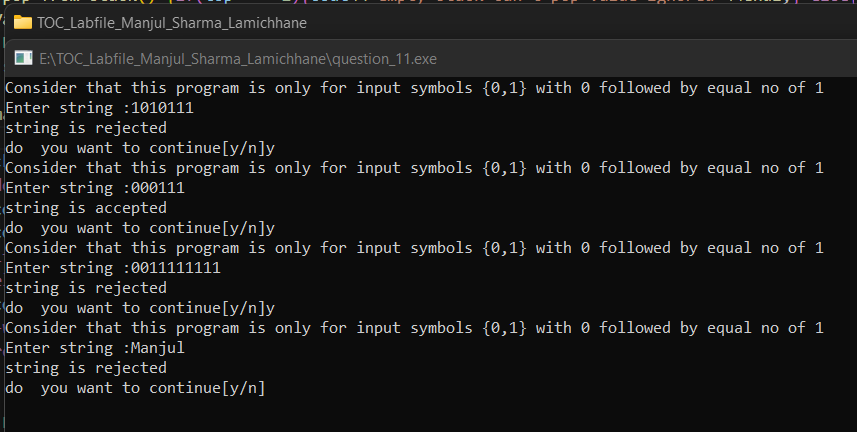 TOC_Labfile_Manjul_Sharma_Lamichhane
E:\TOC_Labfile_Manjul_Sharma_Lamichhane\question_11.exe
Consider that this program is only for input symbols {0,1} with 0 followed by equal no of 1
Enter string :1010111
string is rejected
do  you want to continue[y/n]y
Consider that this program is only for input symbols {0,1} with 0 followed by equal no of 1
Enter string :000111
string is accepted
do  you want to continue[y/n]y
Consider that this program is only for input symbols {0,1} with 0 followed by equal no of 1
Enter string :0011111111
string is rejected
do  you want to continue[y/n]y
Consider that this program is only for input symbols {0,1} with 0 followed by equal no of 1
Enter string :Manjul
string is rejected
do  you want to continue[y/n]